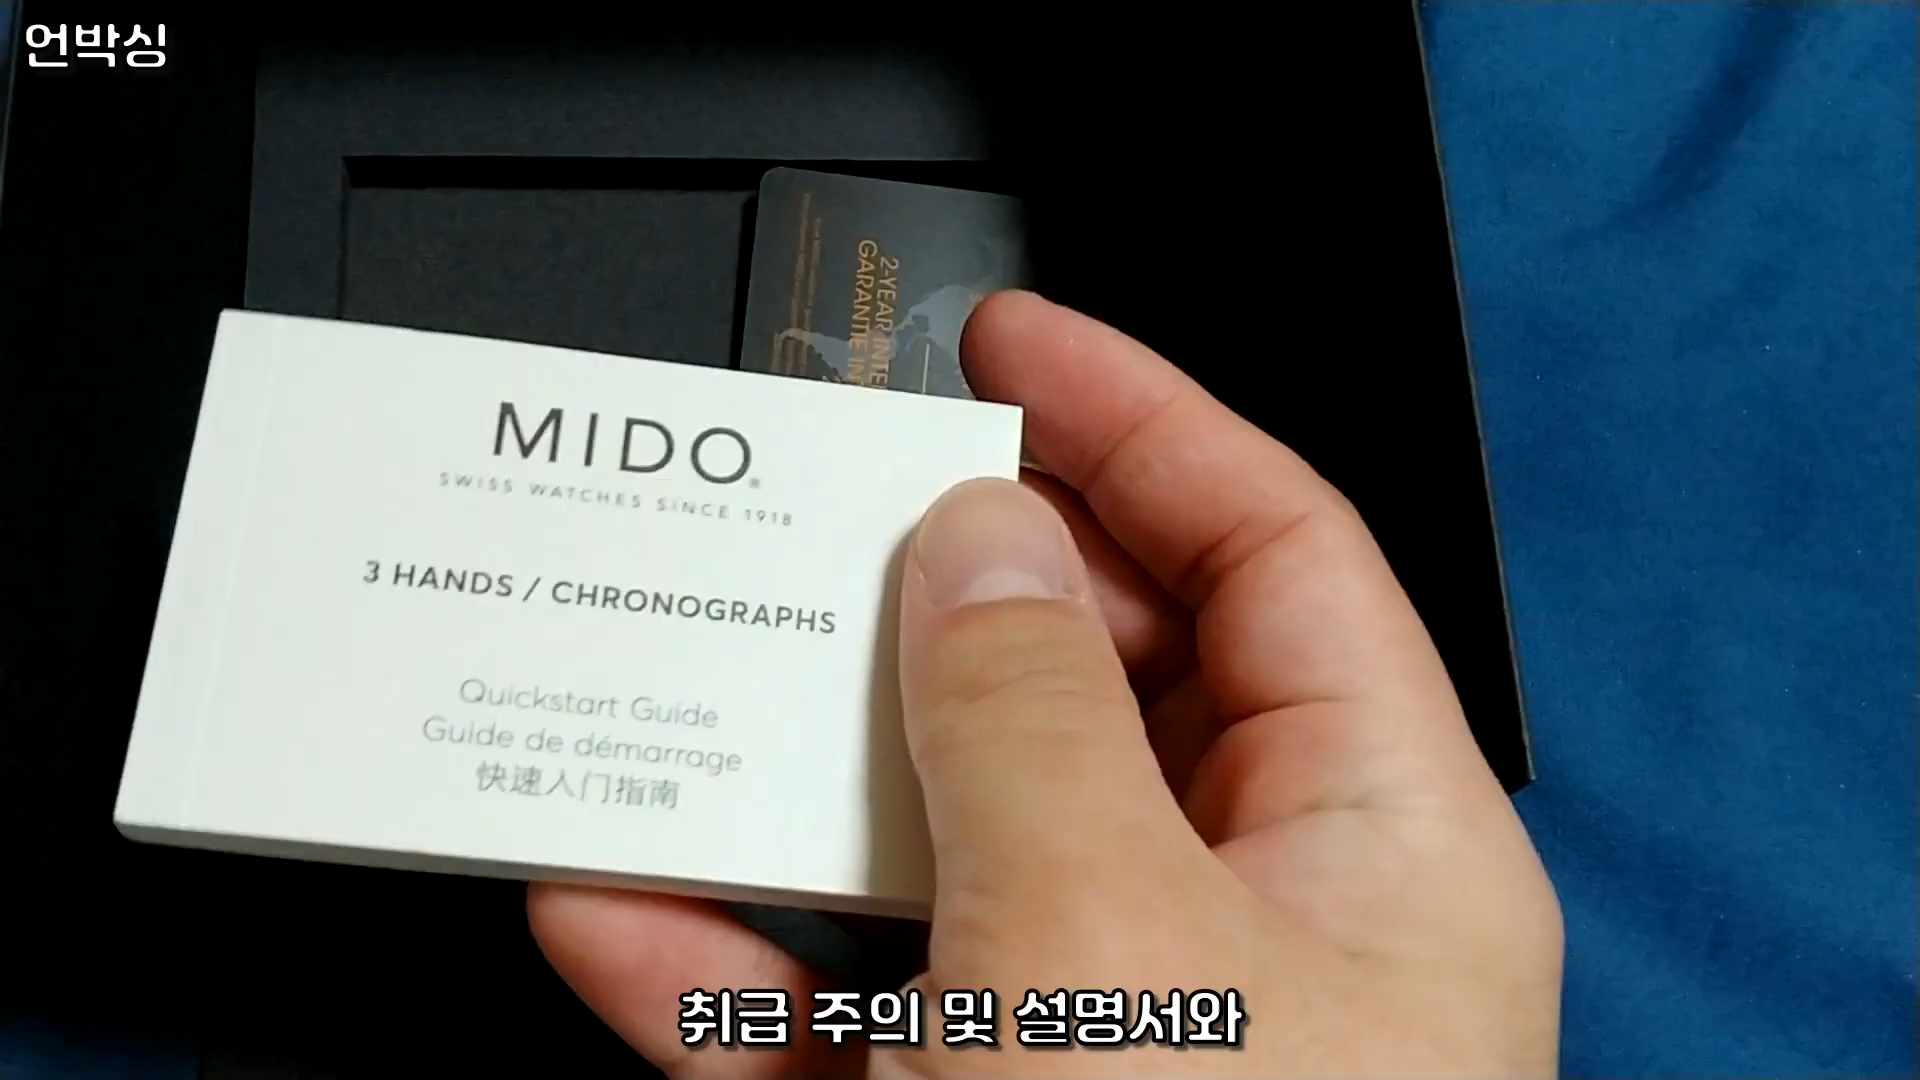 언박싱
2-YEAR INTE
GARANTIE IN
MIDO®
SWISS WATCHES SINCE 1918
3 HANDS / CHRONOGRAPHS
Quickstart Guide
Guide de démarrage
快速入门指南
취급 주의 및 설명서와